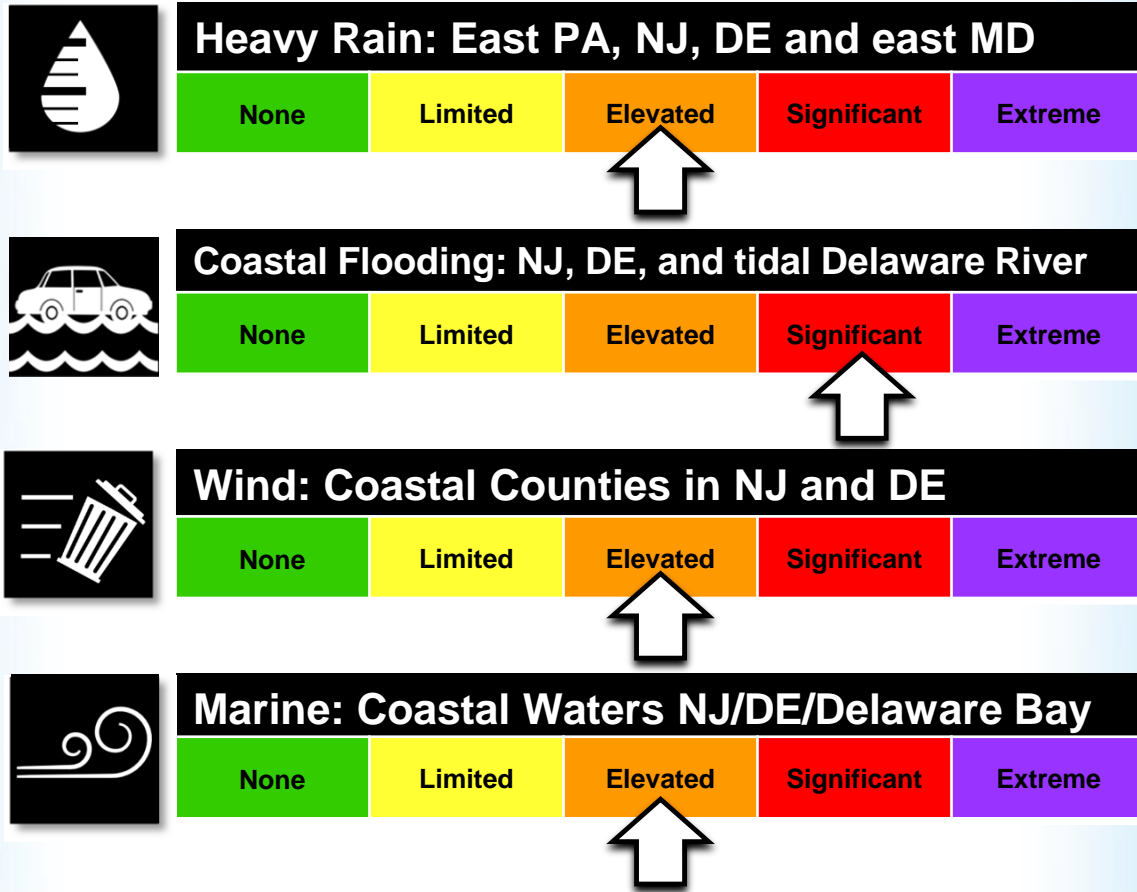 Heavy Rain: East PA, NJ, DE and east MD
None Limited Elevated Significant Extreme
Coastal Flooding: NJ, DE, and tidal Delaware River
None Limited Elevated Significant Extreme
Wind: Coastal Counties in NJ and DE
None Limited Elevated Significant Extreme
Marine: Coastal Waters NJ/DE/Delaware Bay
None Limited Elevated Significant Extreme